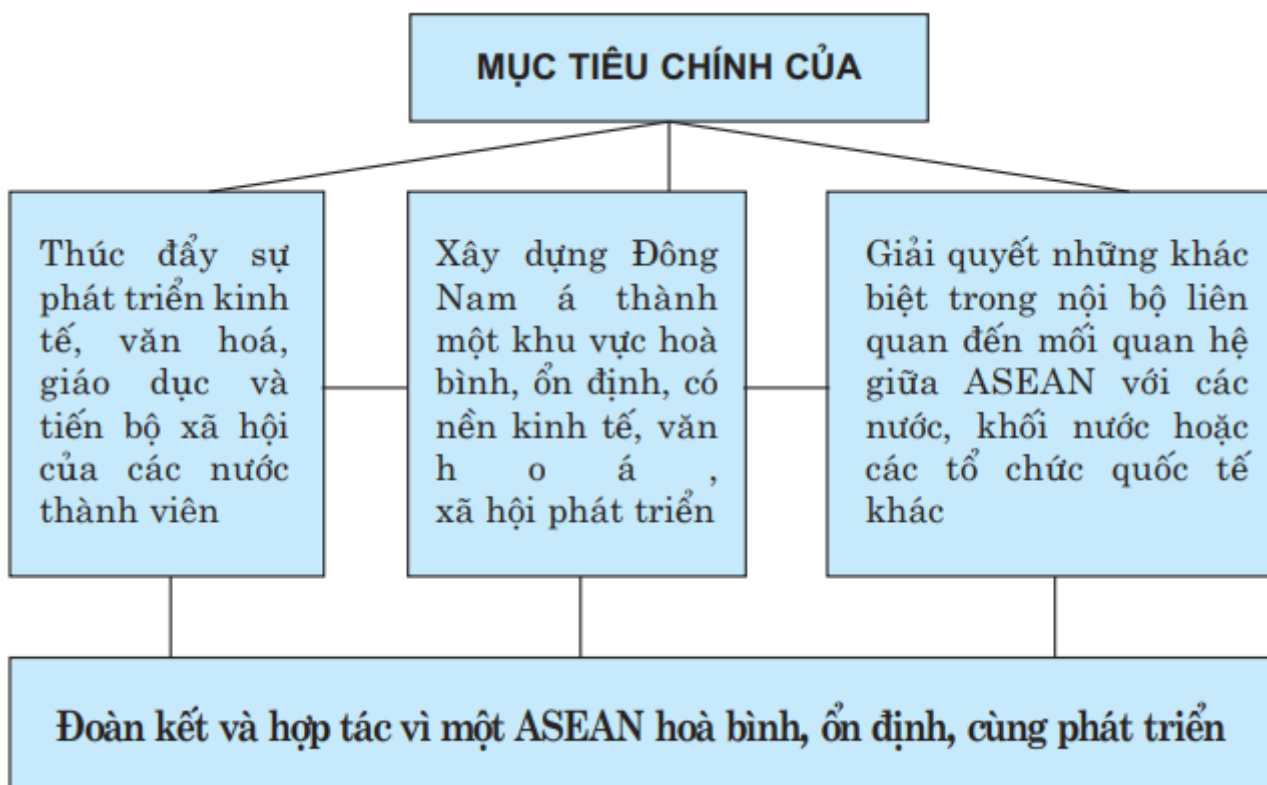 MỤC TIÊU CHÍNH CỦA
Thúc đẩy sự
phát triển kinh
tế, văn hoá,
giáo dục và
tiến bộ xã hội
của các nước
thành viên
Xây dựng Đông
Nam á thành
một khu vực hoà
bình, ổn định, có
nền kinh tế, văn
h o á ,
xã hội phát triển
Giải quyết những khác
biệt trong nội bộ liên
quan đến mối quan hệ
giữa ASEAN với các
nước, khối nước hoặc
các tổ chức quốc tế
khác
Đoàn kết và hợp tác vì một ASEAN hoà bình, ổn định, cùng phát triển